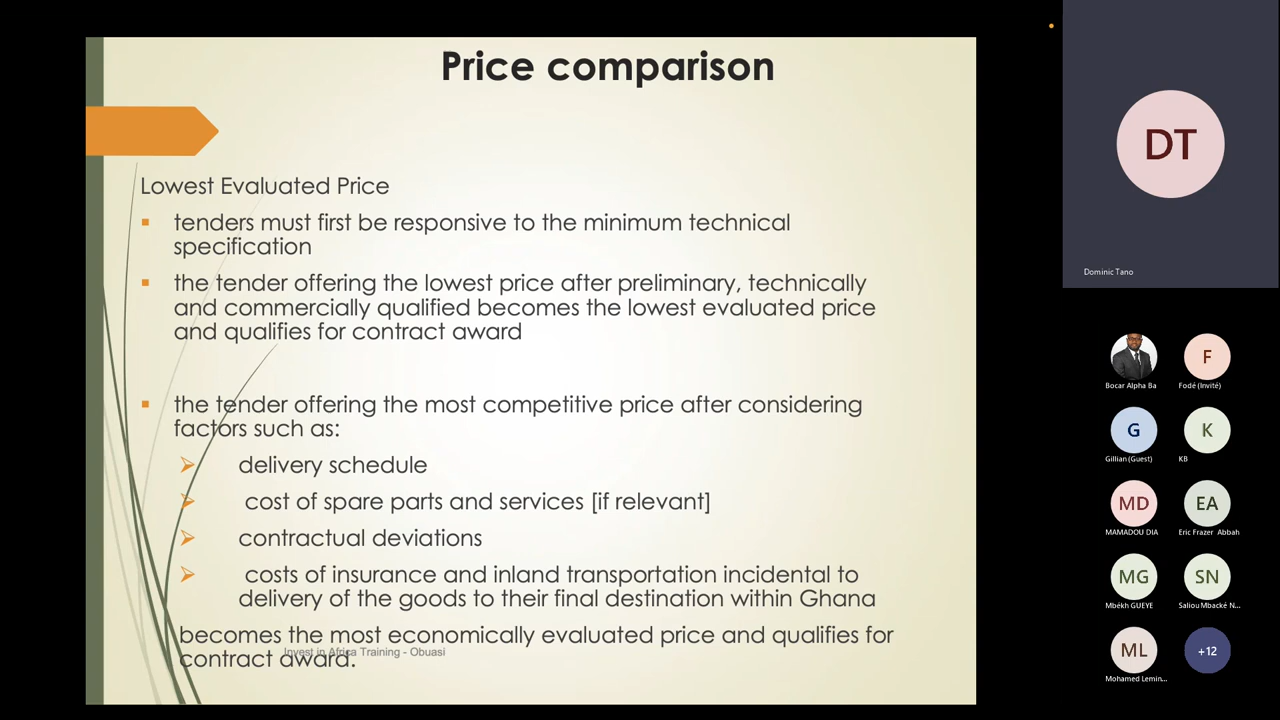 Price comparison
Lowest Evaluated Price
tenders must first be responsive to the minimum technical
specification
the tender offering the lowest price after preliminary, technically
and commercially qualified becomes the lowest evaluated price
and qualifies for contract award
the tender offering the most competitive price after considering
factors such as:
delivery schedule
cost of spare parts and services [if relevant]
contractual deviations
costs of insurance and inland transportation incidental to
delivery of the goods to their final destination within Ghana
becomes the most economically evaluated price and qualifies for
contract award.
Invest in Africa Training - Obuasi
DT
Dominic Tano
Bocar Alpha Ba
F
Fodé (Invité)
G
Gillian (Guest)
K
KB
MD
MAMADOU DIA
EA
Eric Frazer Abbah
MG
Mbékh GUEYE
SN
Saliou Mbacké N...
ML
Mohamed Lemin...
+12